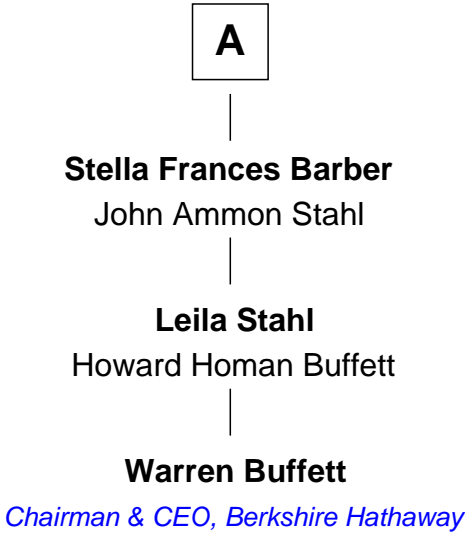 A
Stella Frances Barber
John Ammon Stahl
Leila Stahl
Howard Homan Buffett
Warren Buffett
Chairman & CEO, Berkshire Hathaway